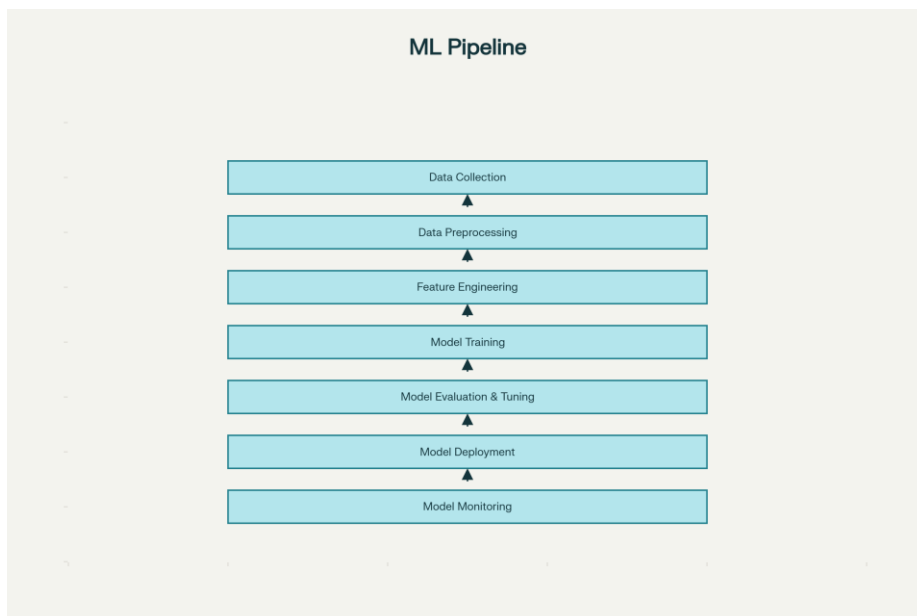 ML Pipeline
Data Collection
Data Preprocessing
Feature Engineering
Model Training
Model Evaluation & Tuning
Model Deployment
Model Monitoring